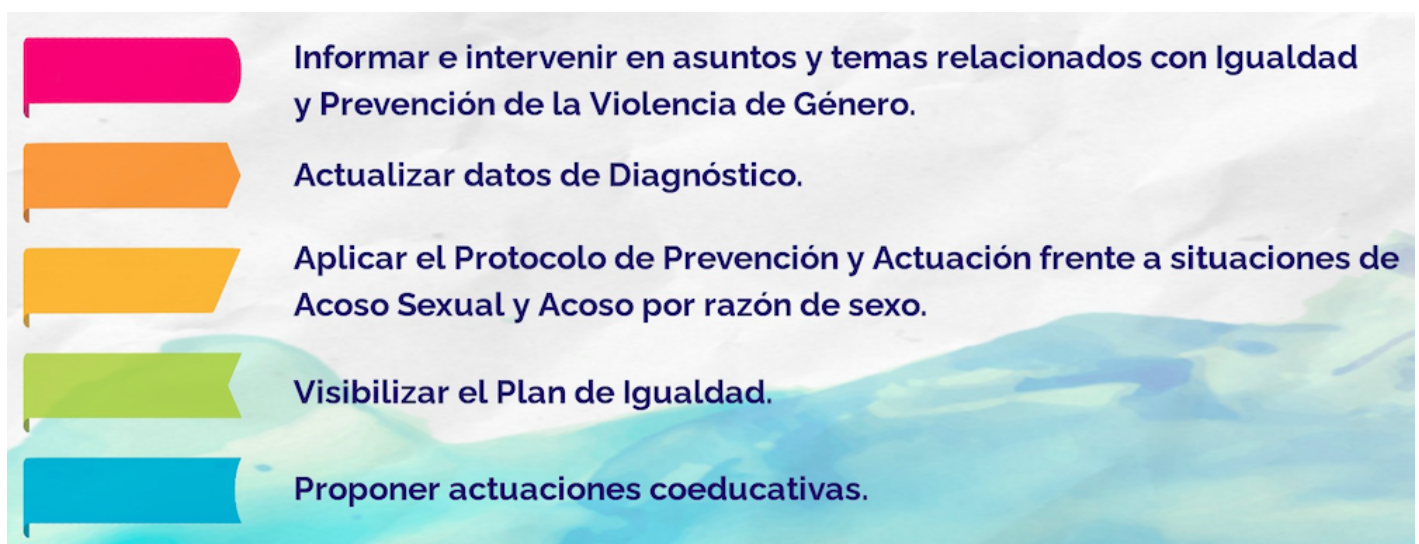 Informar e intervenir en asuntos y temas relacionados con Igualdad
y Prevención de la Violencia de Género.
Actualizar datos de Diagnóstico.
Aplicar el Protocolo de Prevención y Actuación frente a situaciones de
Acoso Sexual y Acoso por razón de sexo.
Visibilizar el Plan de Igualdad.
Proponer actuaciones coeducativas.